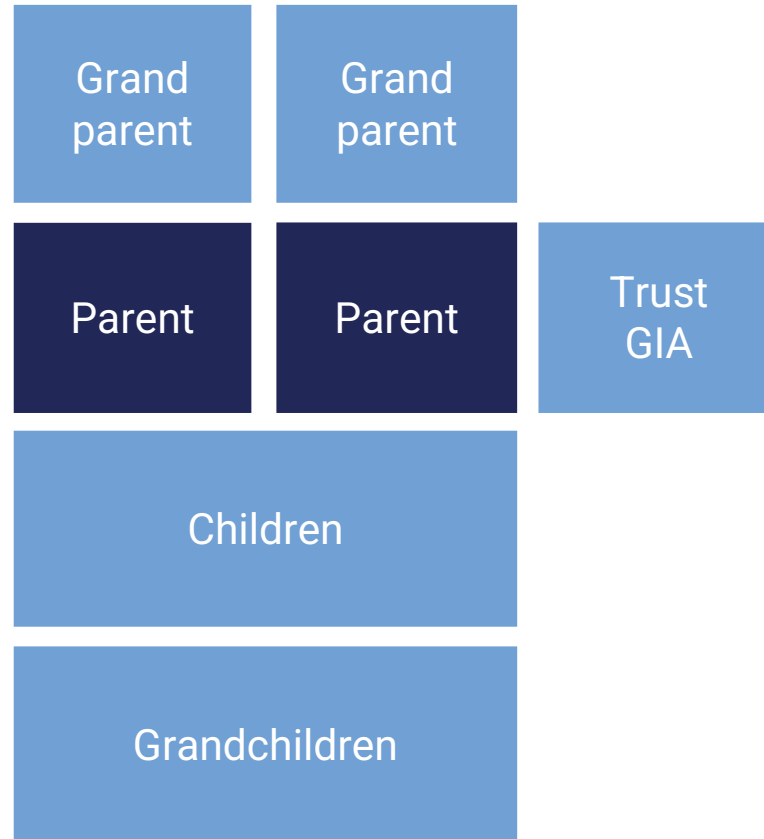 Grand
parent
Grand
parent
Parent
Parent
Trust
GIA
Children
Grandchildren